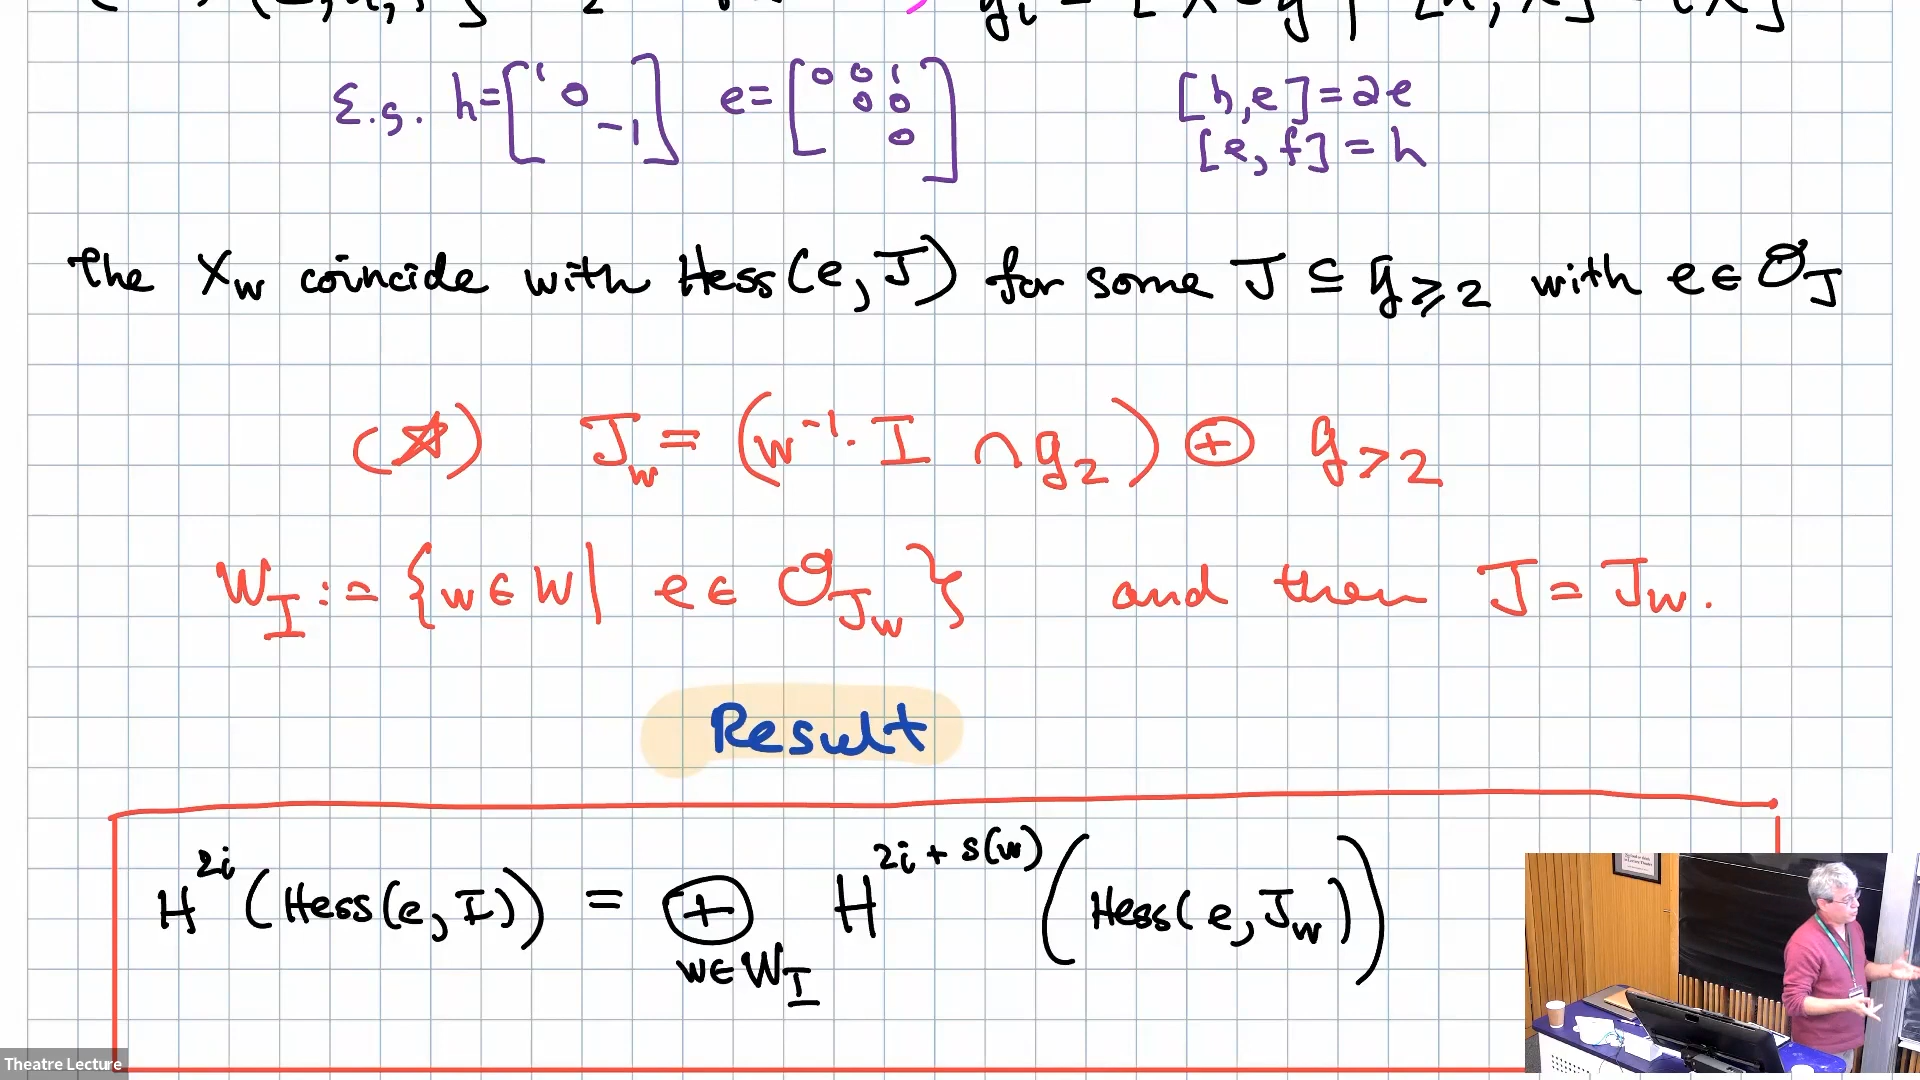 E.g. h= [ 1 0 -1 ] e= [ 0 0 1 0 0 0 ] [h,e]=2e
[e,f]=h
the X_w coincide with Hess(e,J) for some J ⊆ g_{≥2} with e ∈ O_J
(☆) J_w = (w^{-1}·I ∩ g_2) ⊕ g_{>2}
W_I := {w ∈ W | e ∈ O_{J_w}} and then J = J_w.
Result
H^{2i}(Hess(e,I)) = ⊕_{w∈W_I} H^{2i+s(w)}(Hess(e,J_w))
Theatre Lecture